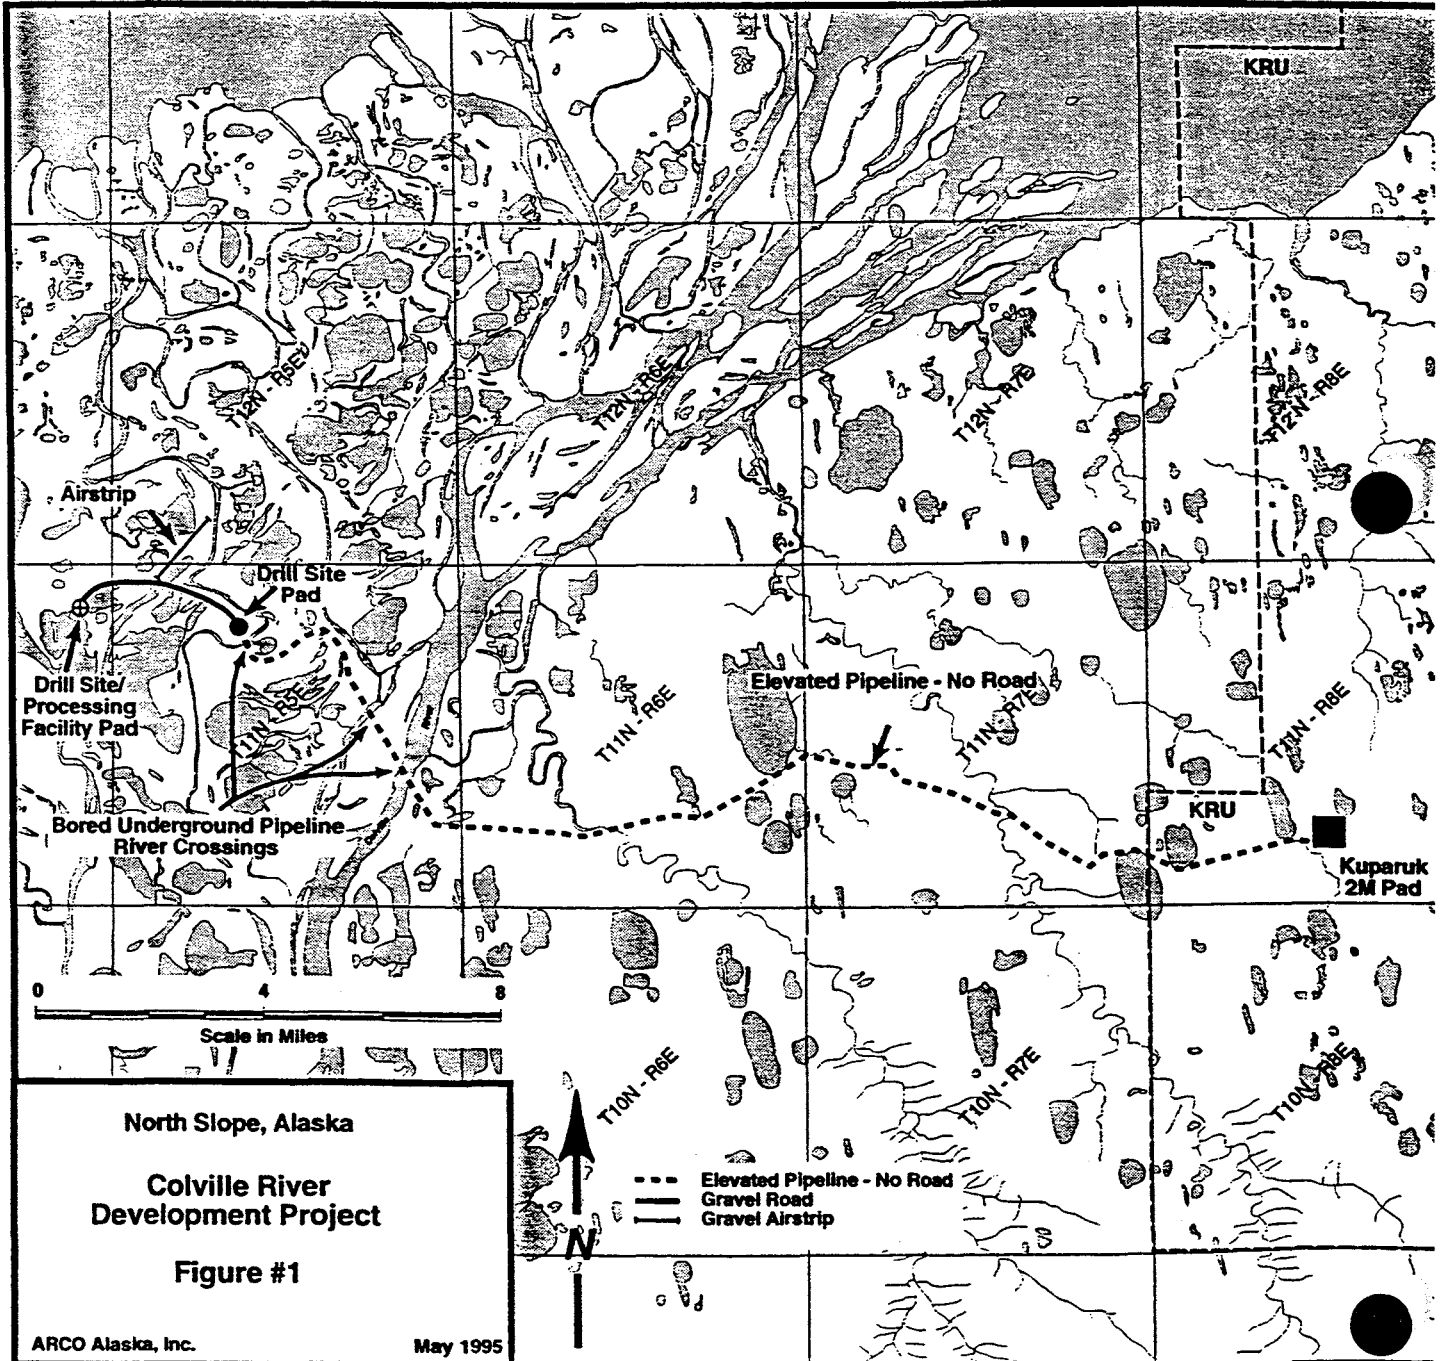 KRU
T12N - R5E
T12N - R6E
T12N - R7E
T12N - R8E
Airstrip
Drill Site
Pad
Drill Site/
Processing
Facility Pad
T11N - R5E
River
T11N - R6E
Elevated Pipeline - No Road
T11N - R7E
T11N - R8E
KRU
Bored Underground Pipeline
River Crossings
Kuparuk
2M Pad
0 4 8
Scale in Miles
T10N - R6E
T10N - R7E
T10N - R8E
North Slope, Alaska
Colville River
Development Project
Figure #1
ARCO Alaska, Inc. May 1995
N
Elevated Pipeline - No Road
Gravel Road
Gravel Airstrip